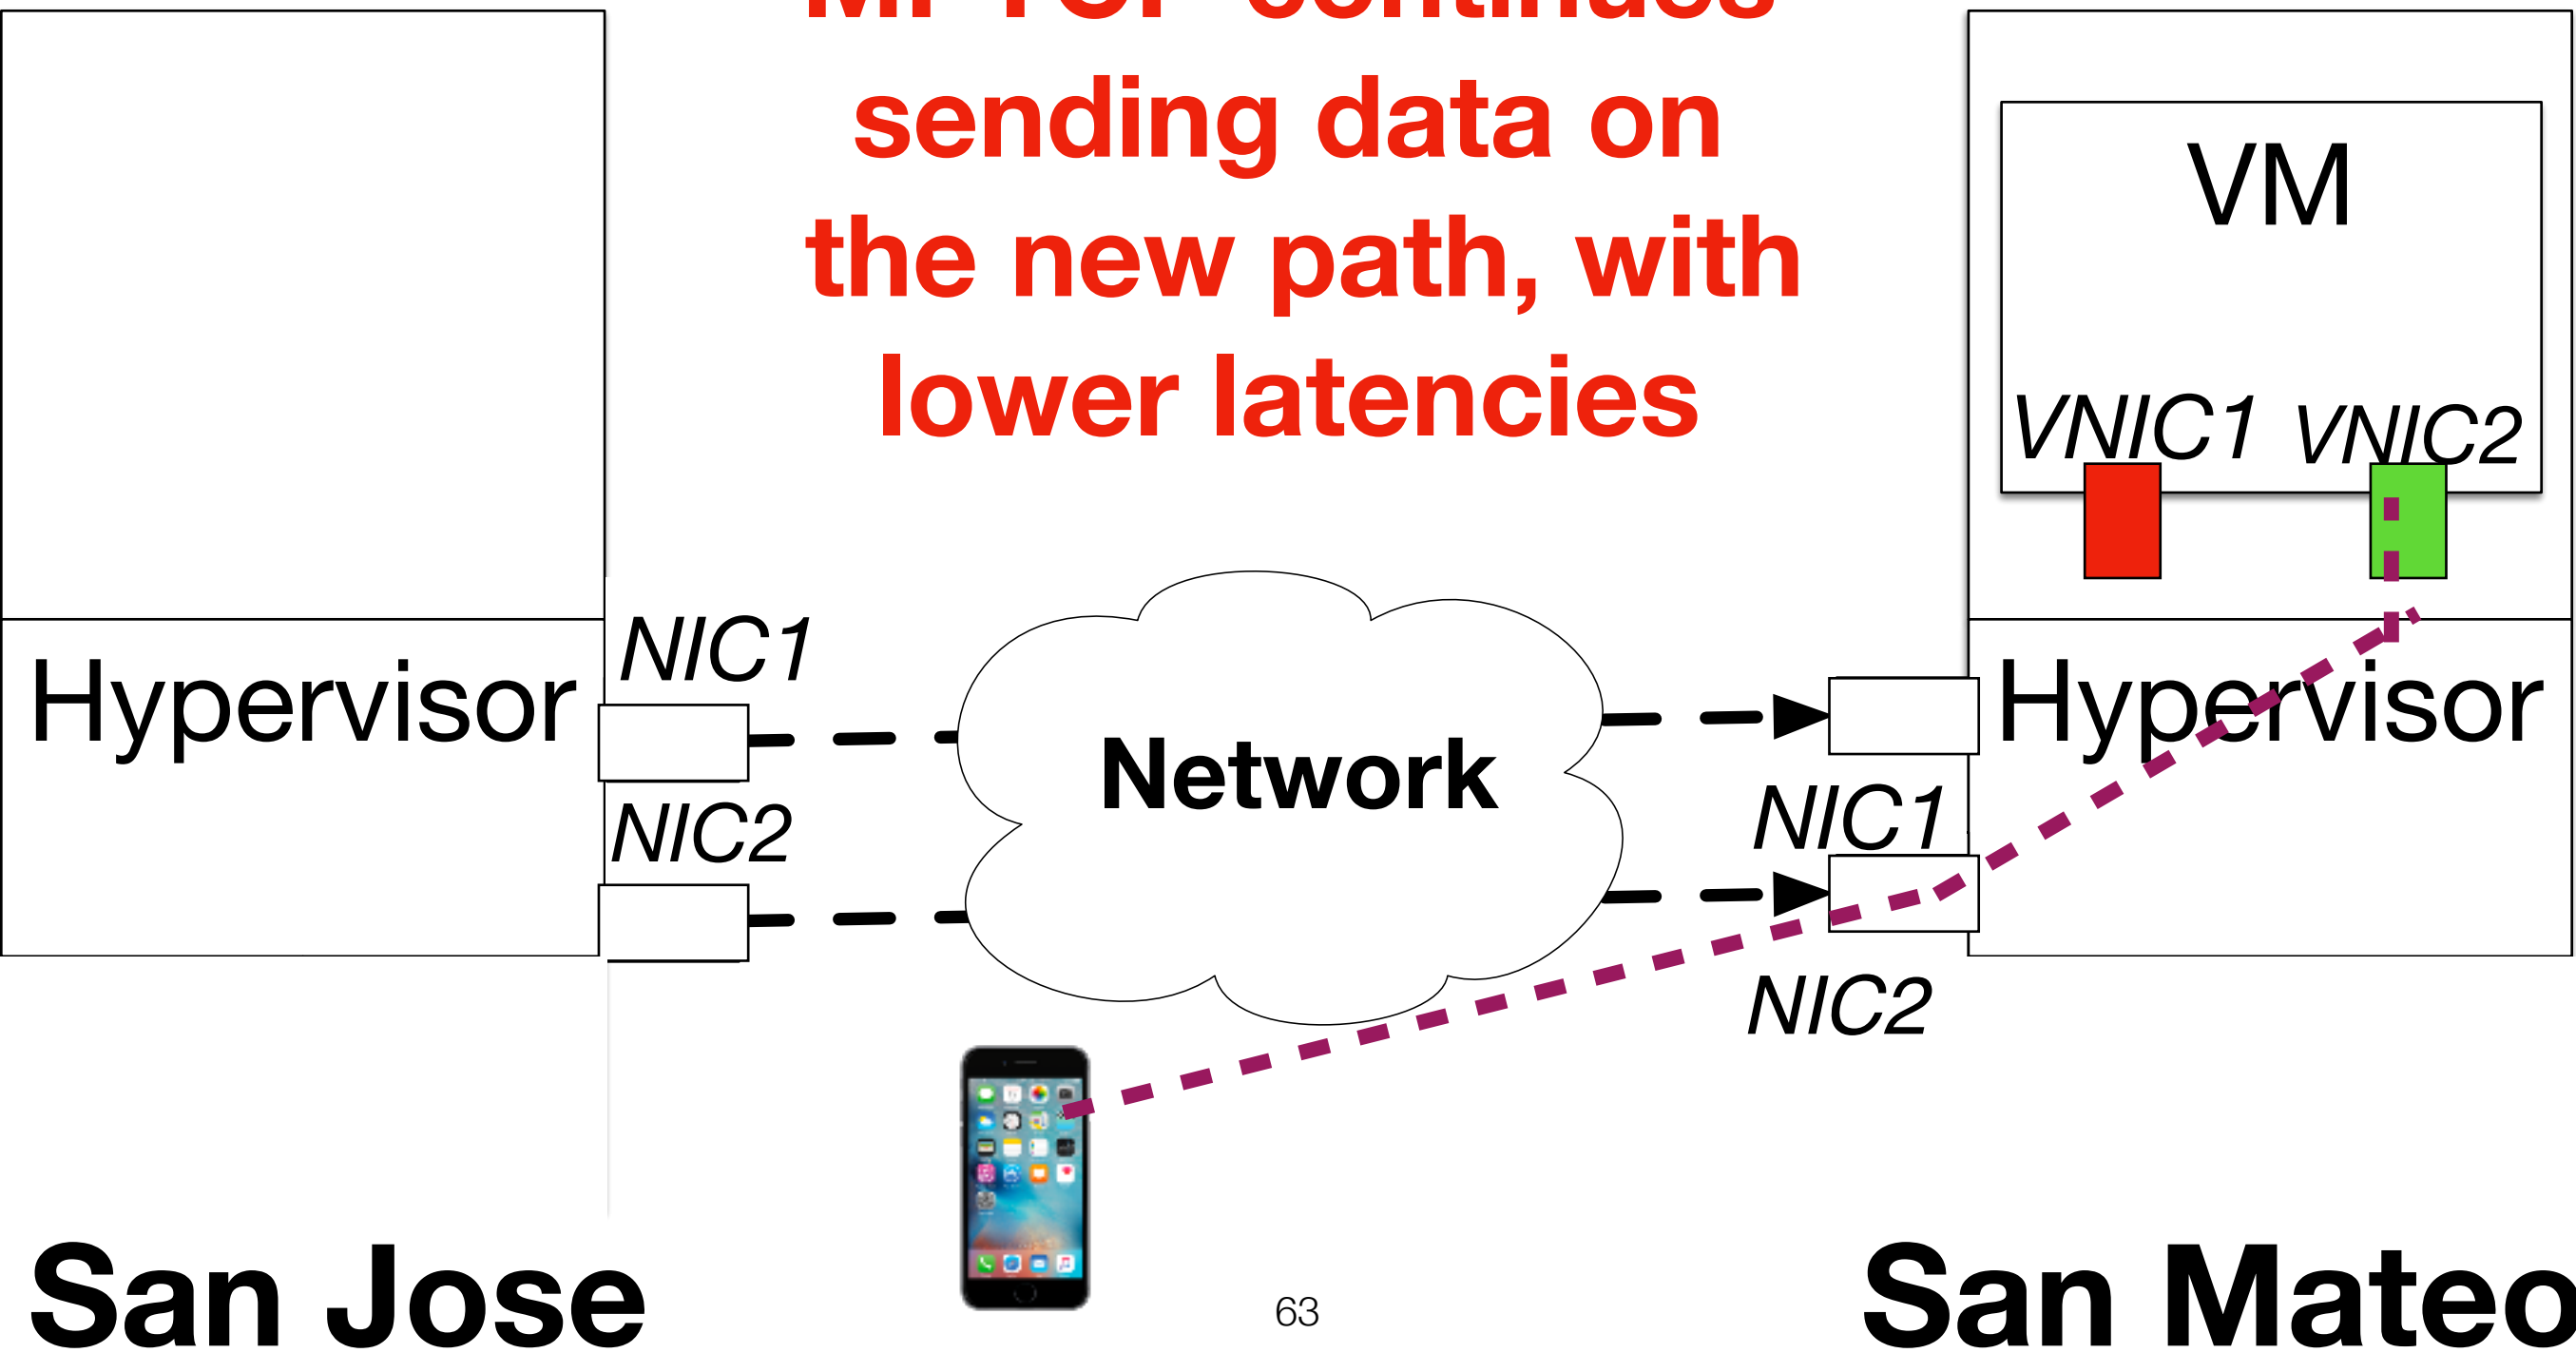 continues
sending data on
the new path, with
lower latencies
VM
VNIC1 VNIC2
NIC1
Hypervisor
NIC2
Network
Hypervisor
NIC1
NIC2
San Jose
63
San Mateo